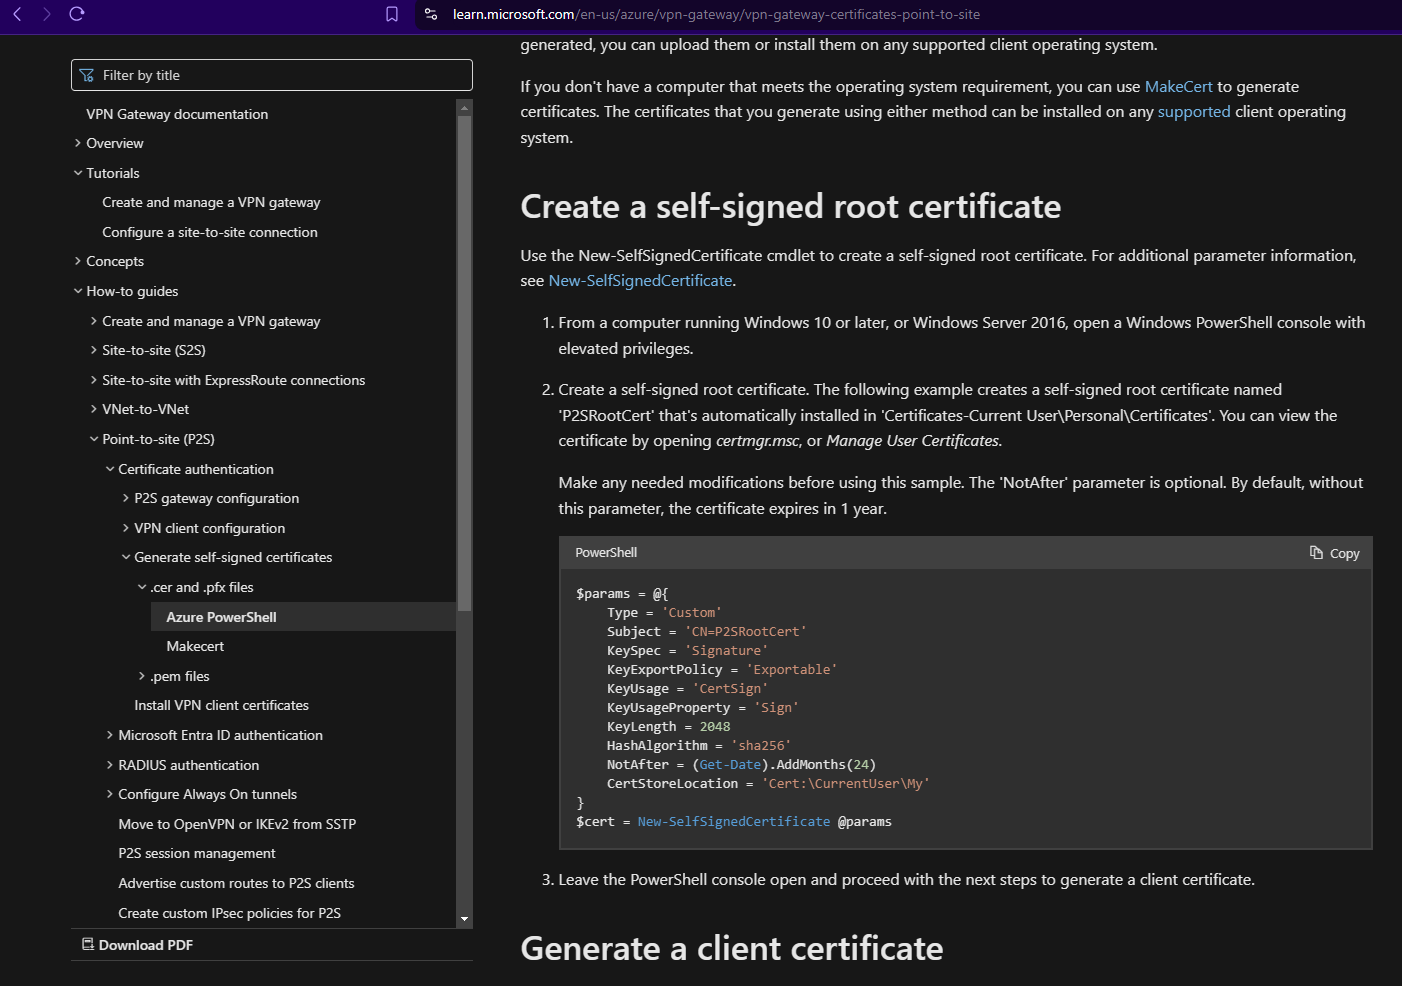 learn.microsoft.com/en-us/azure/vpn-gateway/vpn-gateway-certificates-point-to-site
Filter by title
VPN Gateway documentation
Overview
Tutorials
Create and manage a VPN gateway
Configure a site-to-site connection
Concepts
How-to guides
Create and manage a VPN gateway
Site-to-site (S2S)
Site-to-site with ExpressRoute connections
VNet-to-VNet
Point-to-site (P2S)
Certificate authentication
P2S gateway configuration
VPN client configuration
Generate self-signed certificates
.cer and .pfx files
Azure PowerShell
Makecert
.pem files
Install VPN client certificates
Microsoft Entra ID authentication
RADIUS authentication
Configure Always On tunnels
Move to OpenVPN or IKEv2 from SSTP
P2S session management
Advertise custom routes to P2S clients
Create custom IPsec policies for P2S
Download PDF
generated, you can upload them or install them on any supported client operating system.
If you don't have a computer that meets the operating system requirement, you can use MakeCert to generate
certificates. The certificates that you generate using either method can be installed on any supported client operating
system.
Create a self-signed root certificate
Use the New-SelfSignedCertificate cmdlet to create a self-signed root certificate. For additional parameter information,
see New-SelfSignedCertificate.
1. From a computer running Windows 10 or later, or Windows Server 2016, open a Windows PowerShell console with
elevated privileges.
2. Create a self-signed root certificate. The following example creates a self-signed root certificate named
'P2SRootCert' that's automatically installed in 'Certificates-Current User\Personal\Certificates'. You can view the
certificate by opening certmgr.msc, or Manage User Certificates.
Make any needed modifications before using this sample. The 'NotAfter' parameter is optional. By default, without
this parameter, the certificate expires in 1 year.
PowerShell
Copy
$params = @{
Type = 'Custom'
Subject = 'CN=P2SRootCert'
KeySpec = 'Signature'
KeyExportPolicy = 'Exportable'
KeyUsage = 'CertSign'
KeyUsageProperty = 'Sign'
KeyLength = 2048
HashAlgorithm = 'sha256'
NotAfter = (Get-Date).AddMonths(24)
CertStoreLocation = 'Cert:\CurrentUser\My'
}
$cert = New-SelfSignedCertificate @params
3. Leave the PowerShell console open and proceed with the next steps to generate a client certificate.
Generate a client certificate